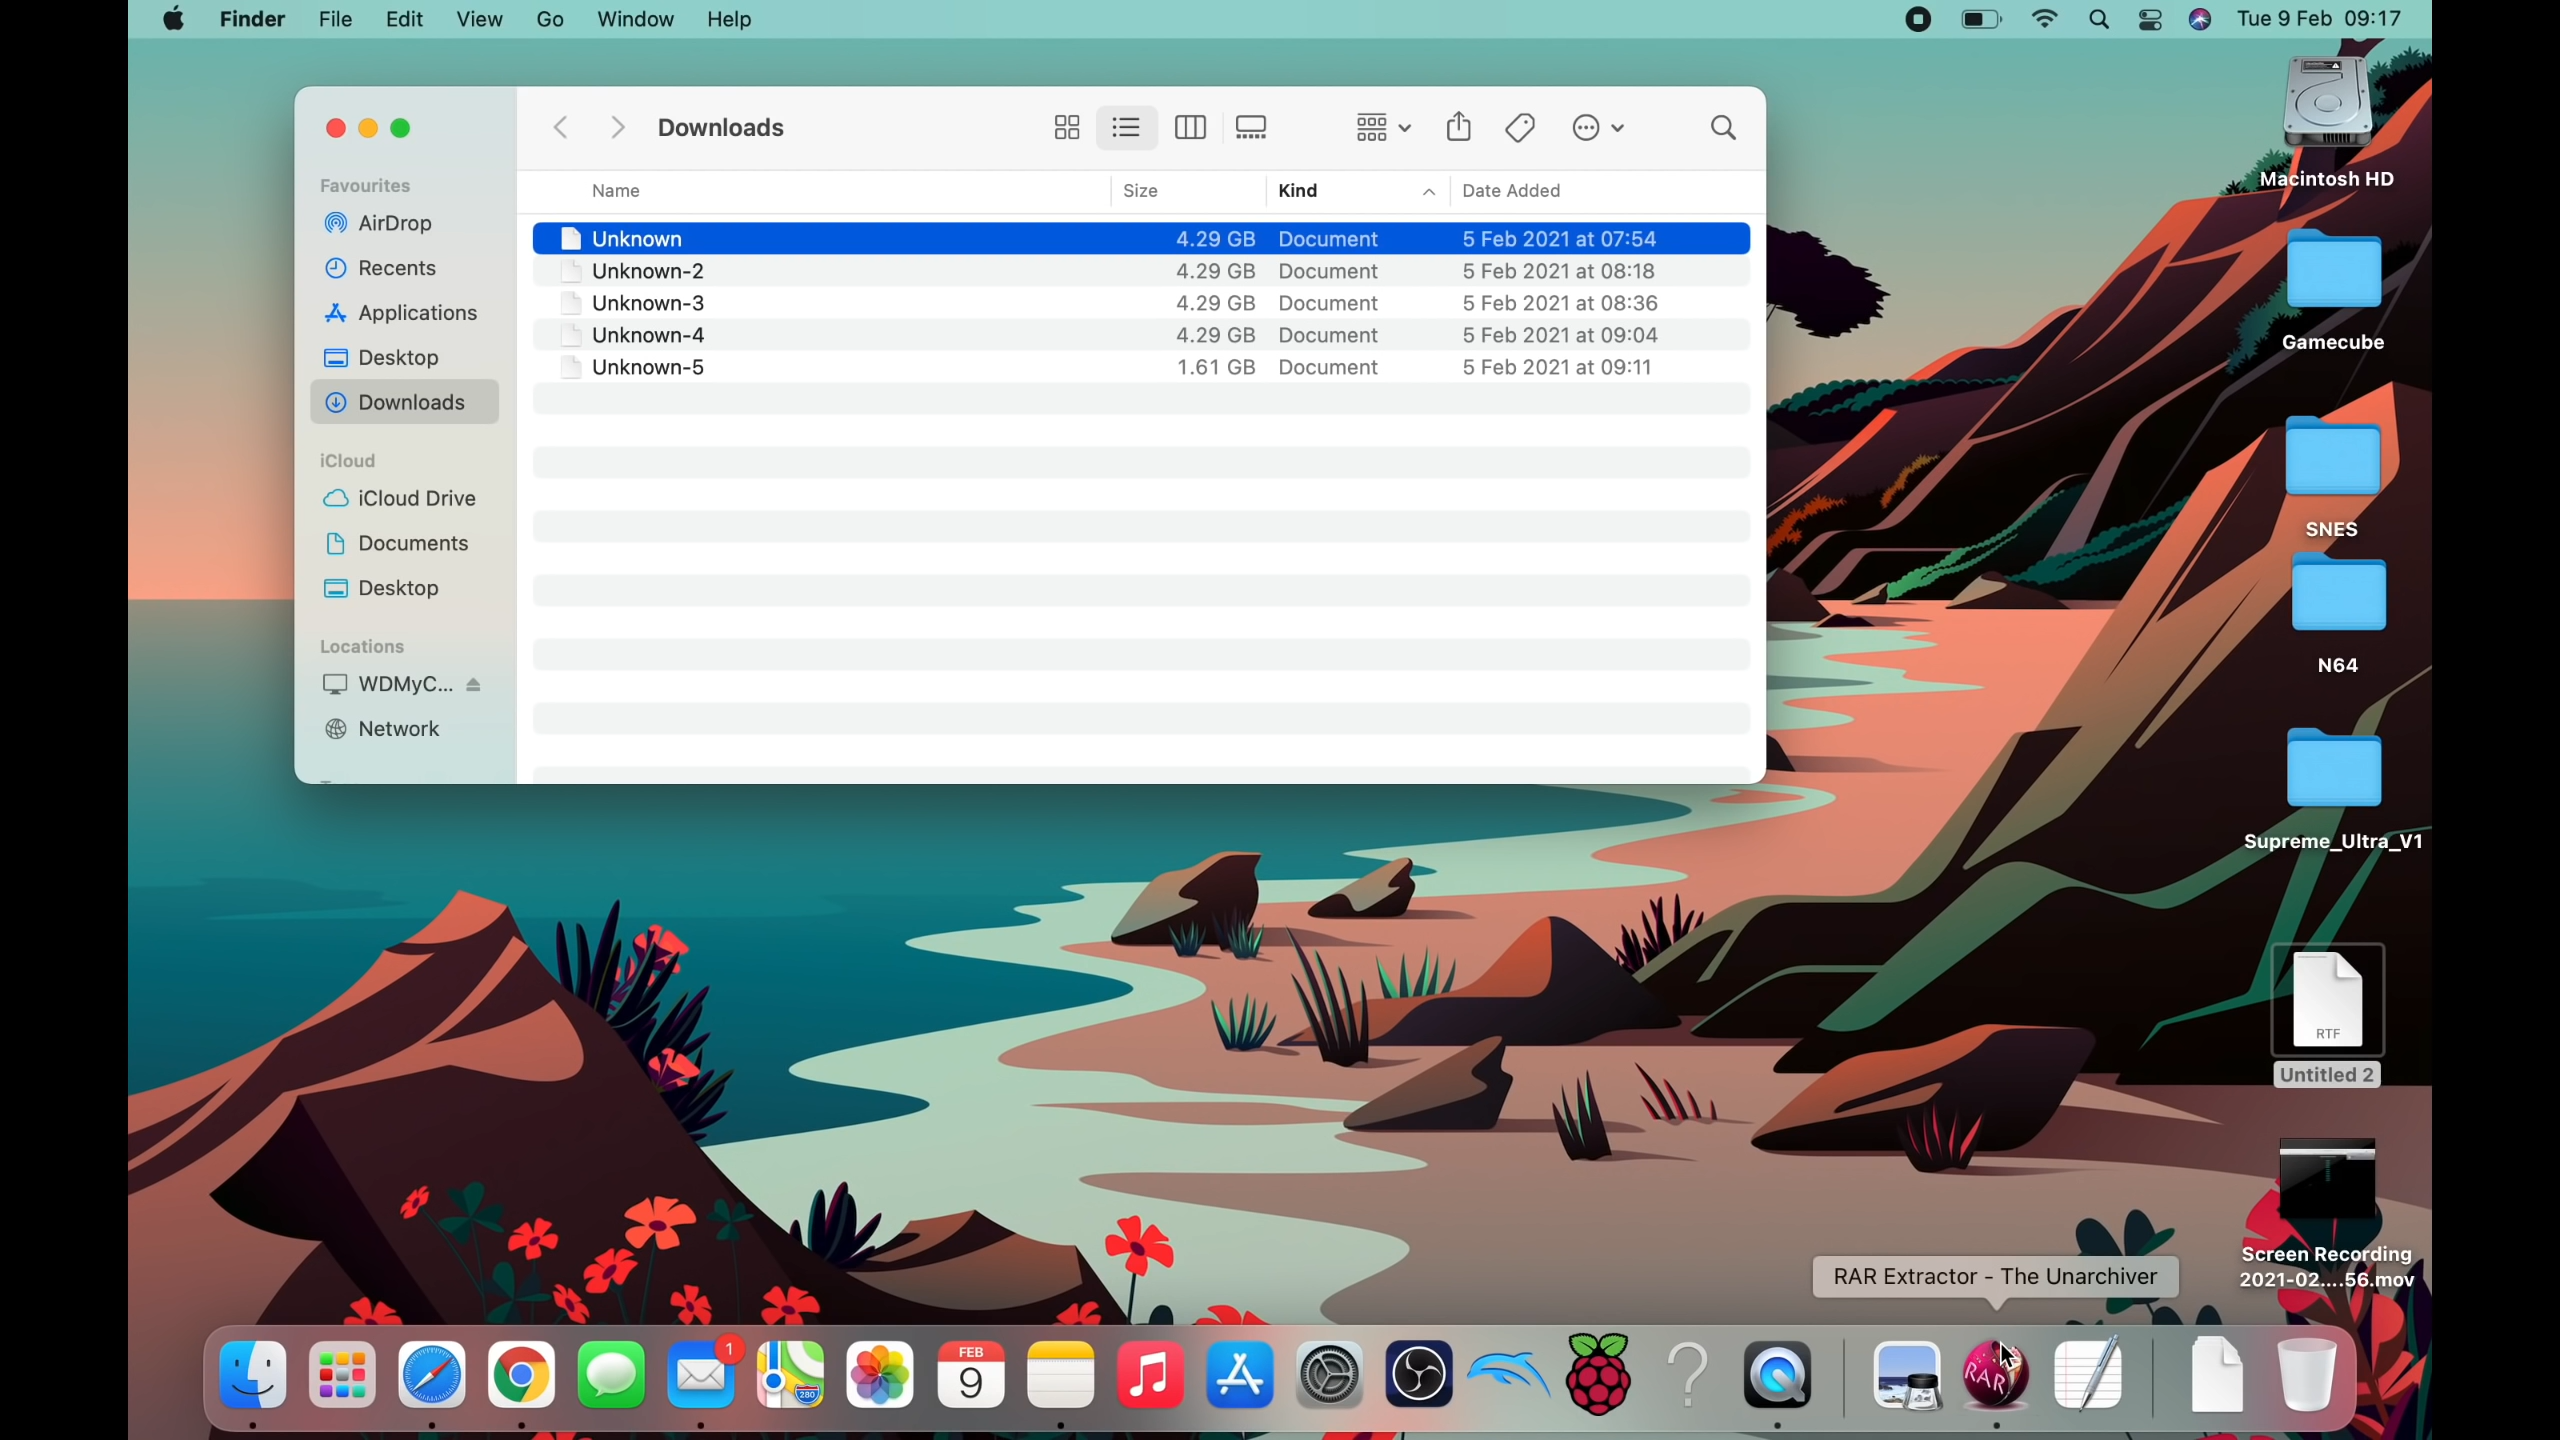 Finder File Edit View Go Window Help Tue 9 Feb 09:17
Downloads
Favourites
AirDrop
Recents
Applications
Desktop
Downloads
iCloud
iCloud Drive
Documents
Desktop
Locations
WDMyC...
Network
Name Size Kind Date Added
Unknown 4.29 GB Document 5 Feb 2021 at 07:54
Unknown-2 4.29 GB Document 5 Feb 2021 at 08:18
Unknown-3 4.29 GB Document 5 Feb 2021 at 08:36
Unknown-4 4.29 GB Document 5 Feb 2021 at 09:04
Unknown-5 1.61 GB Document 5 Feb 2021 at 09:11
Macintosh HD
Gamecube
SNES
N64
Supreme_Ultra_V1
RTF
Untitled 2
Screen Recording
2021-02....56.mov
RAR Extractor - The Unarchiver
1
280
FEB
9
RAR